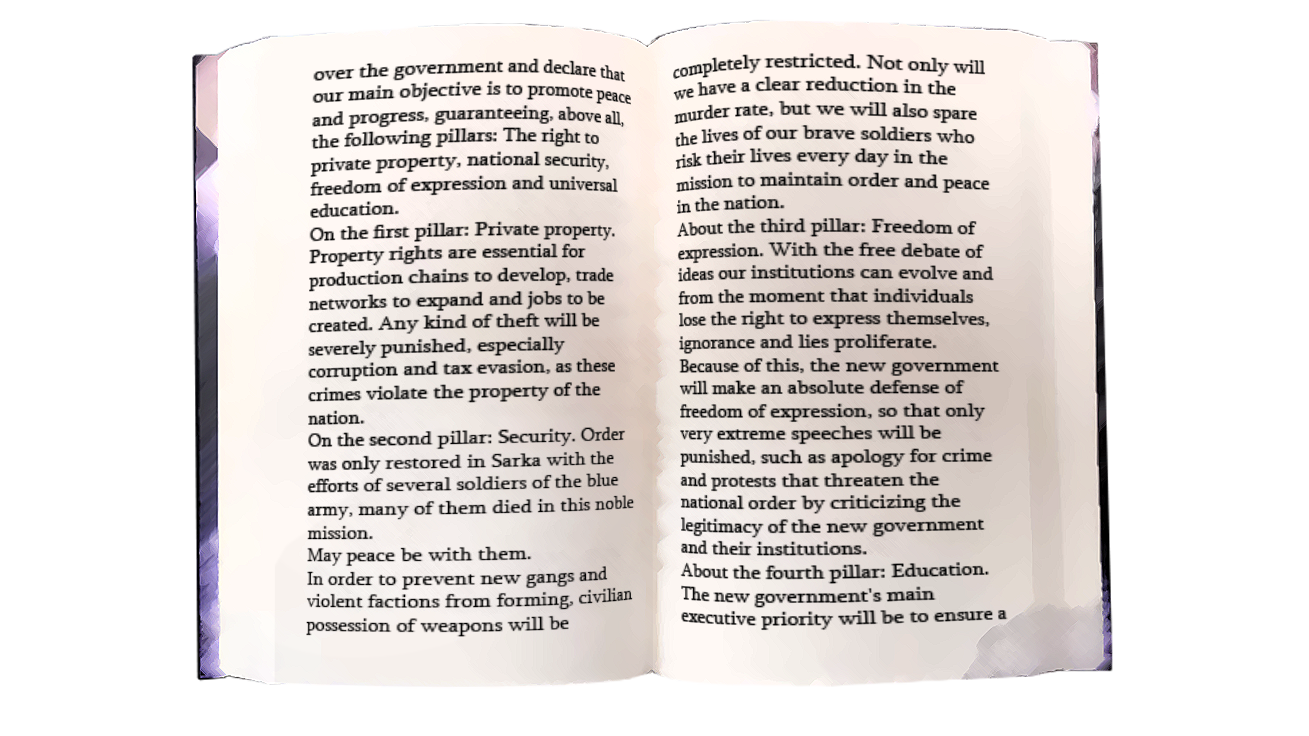 over the government and declare that
our main objective is to promote peace
and progress, guaranteeing, above all,
the following pillars: The right to
private property, national security,
freedom of expression and universal
education.
On the first pillar: Private property.
Property rights are essential for
production chains to develop, trade
networks to expand and jobs to be
created. Any kind of theft will be
severely punished, especially
corruption and tax evasion, as these
crimes violate the property of the
nation.
On the second pillar: Security. Order
was only restored in Sarka with the
efforts of several soldiers of the blue
army, many of them died in this noble
mission.
May peace be with them.
In order to prevent new gangs and
violent factions from forming, civilian
possession of weapons will be
completely restricted. Not only will
we have a clear reduction in the
murder rate, but we will also spare
the lives of our brave soldiers who
risk their lives every day in the
mission to maintain order and peace
in the nation.
About the third pillar: Freedom of
expression. With the free debate of
ideas our institutions can evolve and
from the moment that individuals
lose the right to express themselves,
ignorance and lies proliferate.
Because of this, the new government
will make an absolute defense of
freedom of expression, so that only
very extreme speeches will be
punished, such as apology for crime
and protests that threaten the
national order by criticizing the
legitimacy of the new government
and their institutions.
About the fourth pillar: Education.
The new government's main
executive priority will be to ensure a